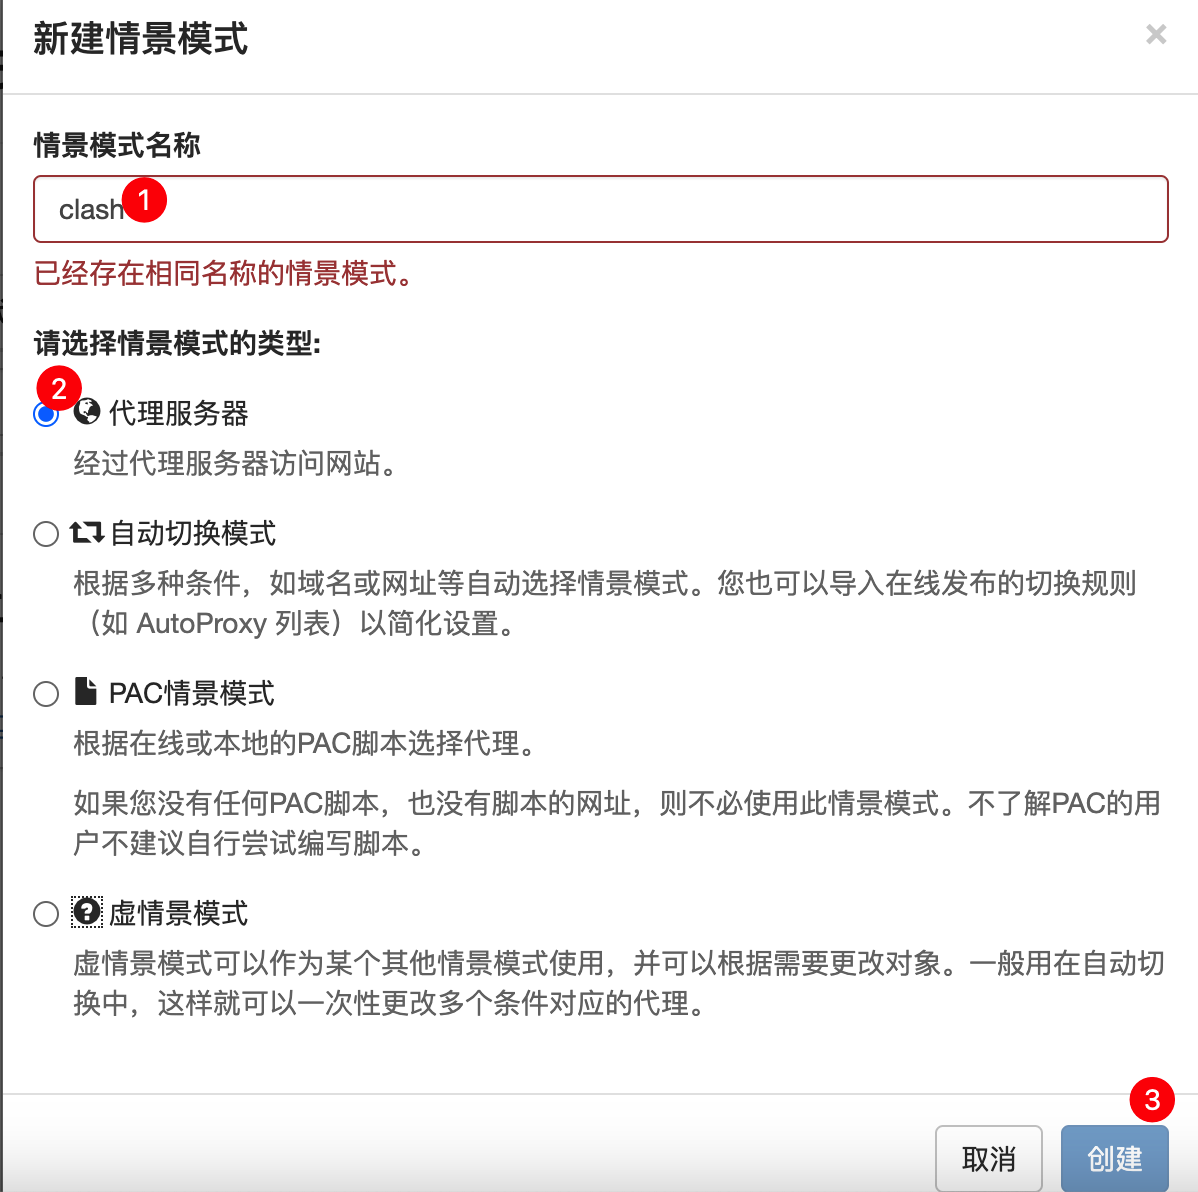 新建情景模式
×
情景模式名称
clash
1
已经存在相同名称的情景模式。
请选择情景模式的类型:
2
代理服务器
经过代理服务器访问网站。
自动切换模式
根据多种条件，如域名或网址等自动选择情景模式。您也可以导入在线发布的切换规则
（如 AutoProxy 列表）以简化设置。
PAC情景模式
根据在线或本地的PAC脚本选择代理。
如果您没有任何PAC脚本，也没有脚本的网址，则不必使用此情景模式。不了解PAC的用
户不建议自行尝试编写脚本。
?
虚情景模式
虚情景模式可以作为某个其他情景模式使用，并可以根据需要更改对象。一般用在自动切
换中，这样就可以一次性更改多个条件对应的代理。
3
取消
创建